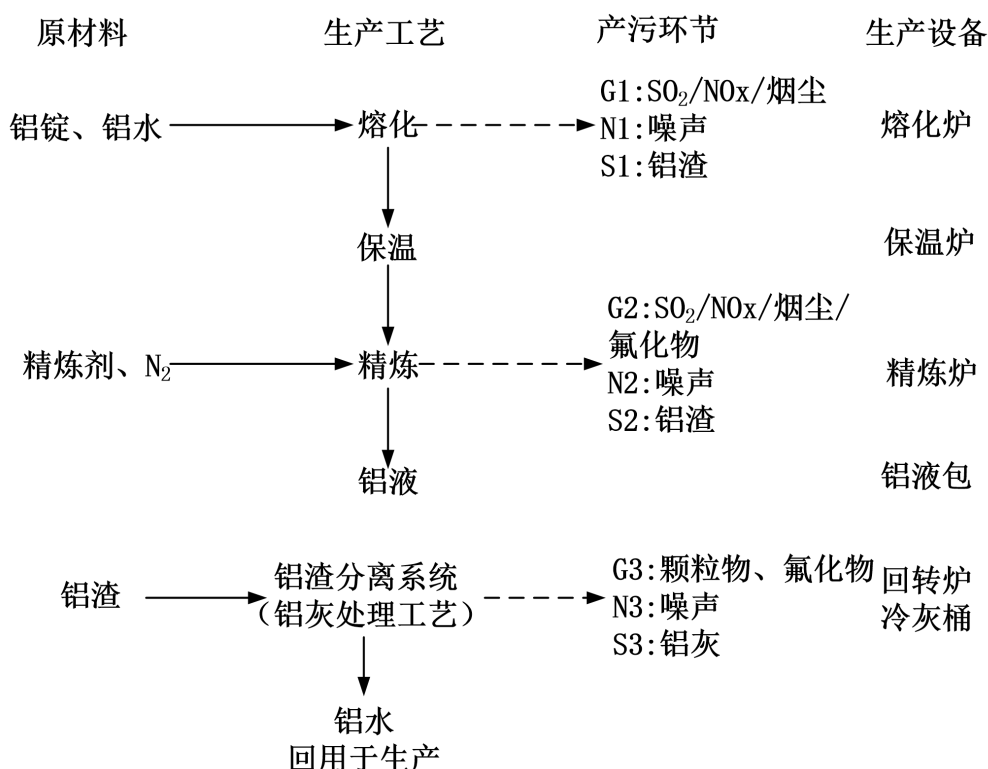 原材料 生产工艺 产污环节 生产设备
铝锭、铝水 熔化 G1:SO₂/NOx/烟尘
N1:噪声
S1:铝渣 熔化炉
保温 保温炉
精炼剂、N₂ 精炼 G2:SO₂/NOx/烟尘/
氟化物
N2:噪声
S2:铝渣 精炼炉
铝液 铝液包
铝渣 铝渣分离系统
(铝灰处理工艺) G3:颗粒物、氟化物
N3:噪声
S3:铝灰 回转炉
冷灰桶
铝水
回用于生产